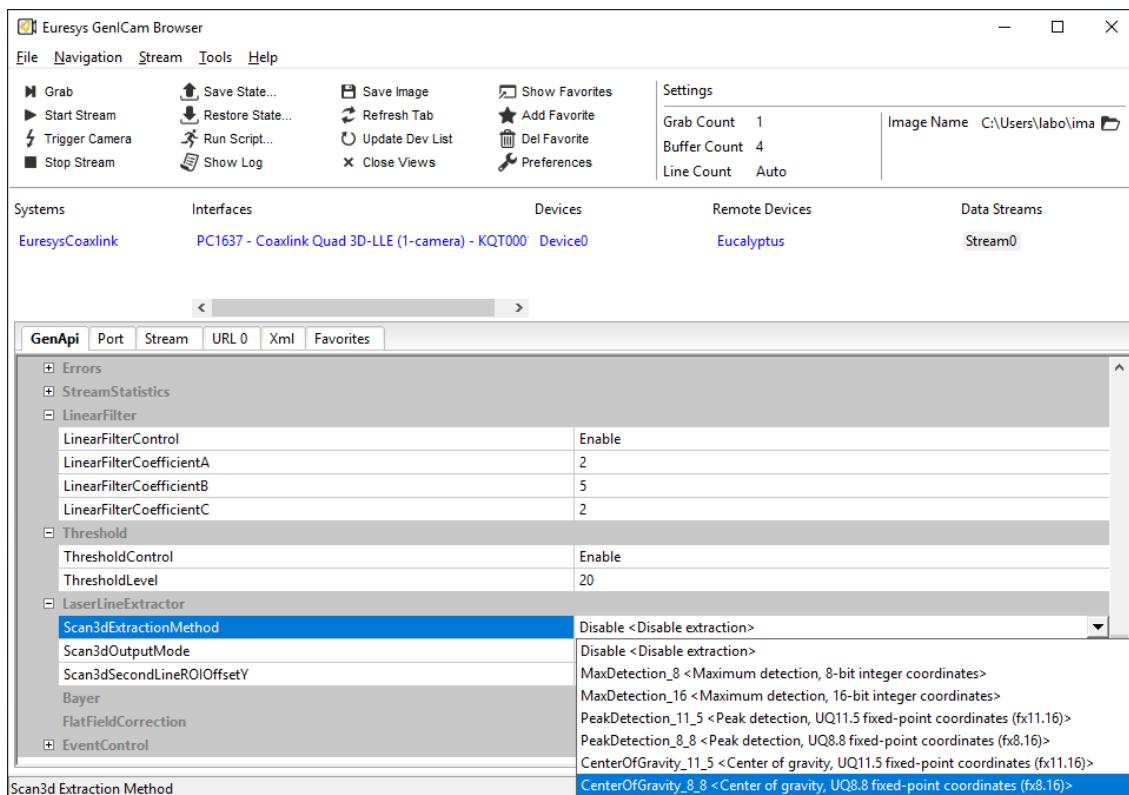 Euresys GenICam Browser
File Navigation Stream Tools Help
Grab Save State... Save Image Show Favorites Settings
Start Stream Restore State... Refresh Tab Add Favorite Grab Count 1 Image Name C:\Users\labo\ima
Trigger Camera Run Script... Update Dev List Del Favorite Buffer Count 4
Stop Stream Show Log Close Views Preferences Line Count Auto
Systems Interfaces Devices Remote Devices Data Streams
EuresysCoaxlink PC1637 - Coaxlink Quad 3D-LLE (1-camera) - KQT000 Device0 Eucalyptus Stream0
GenApi Port Stream URL 0 Xml Favorites
Errors
StreamStatistics
LinearFilter
LinearFilterControl Enable
LinearFilterCoefficientA 2
LinearFilterCoefficientB 5
LinearFilterCoefficientC 2
Threshold
ThresholdControl Enable
ThresholdLevel 20
LaserLineExtractor
Scan3dExtractionMethod Disable <Disable extraction>
Scan3dOutputMode Disable <Disable extraction>
Scan3dSecondLineROIOffsetY MaxDetection_8 <Maximum detection, 8-bit integer coordinates>
Bayer MaxDetection_16 <Maximum detection, 16-bit integer coordinates>
FlatFieldCorrection PeakDetection_11_5 <Peak detection, UQ11.5 fixed-point coordinates (fx11.16)>
EventControl PeakDetection_8_8 <Peak detection, UQ8.8 fixed-point coordinates (fx8.16)>
CenterOfGravity_11_5 <Center of gravity, UQ11.5 fixed-point coordinates (fx11.16)>
Scan3d Extraction Method CenterOfGravity_8_8 <Center of gravity, UQ8.8 fixed-point coordinates (fx8.16)>